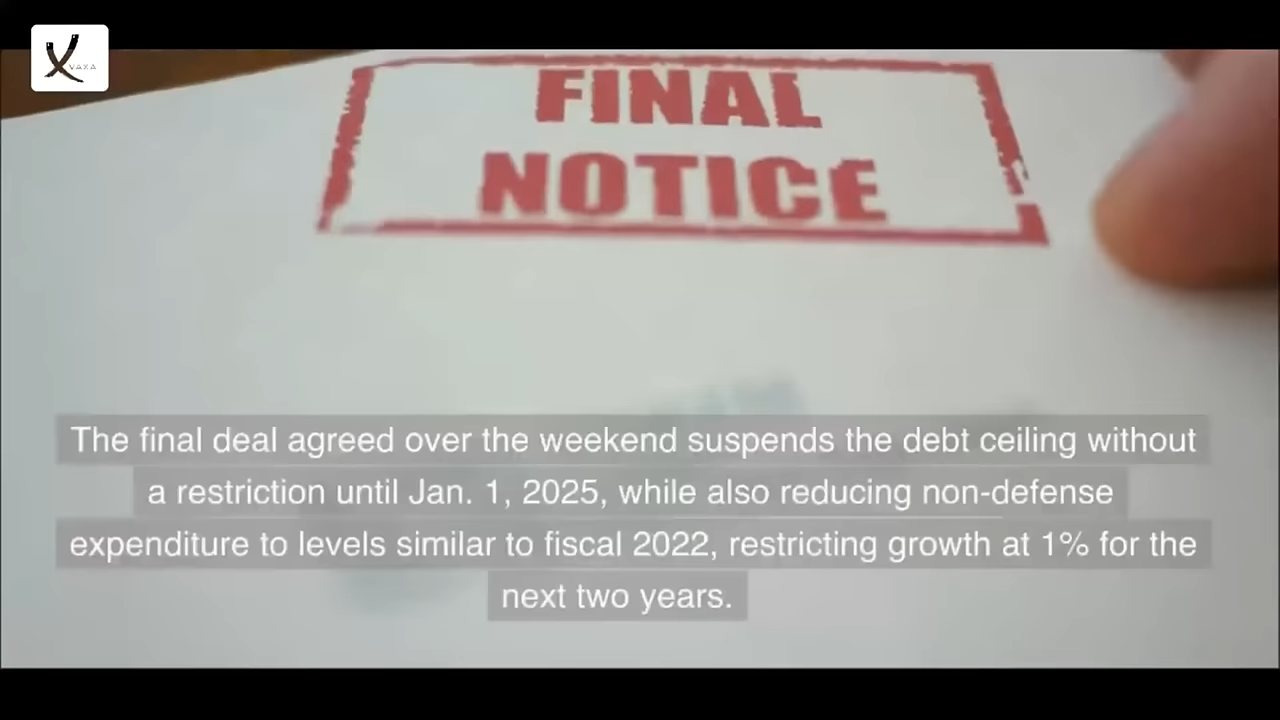 VAXA
FINAL
NOTICE
The final deal agreed over the weekend suspends the debt ceiling without
a restriction until Jan. 1, 2025, while also reducing non-defense
expenditure to levels similar to fiscal 2022, restricting growth at 1% for the
next two years.